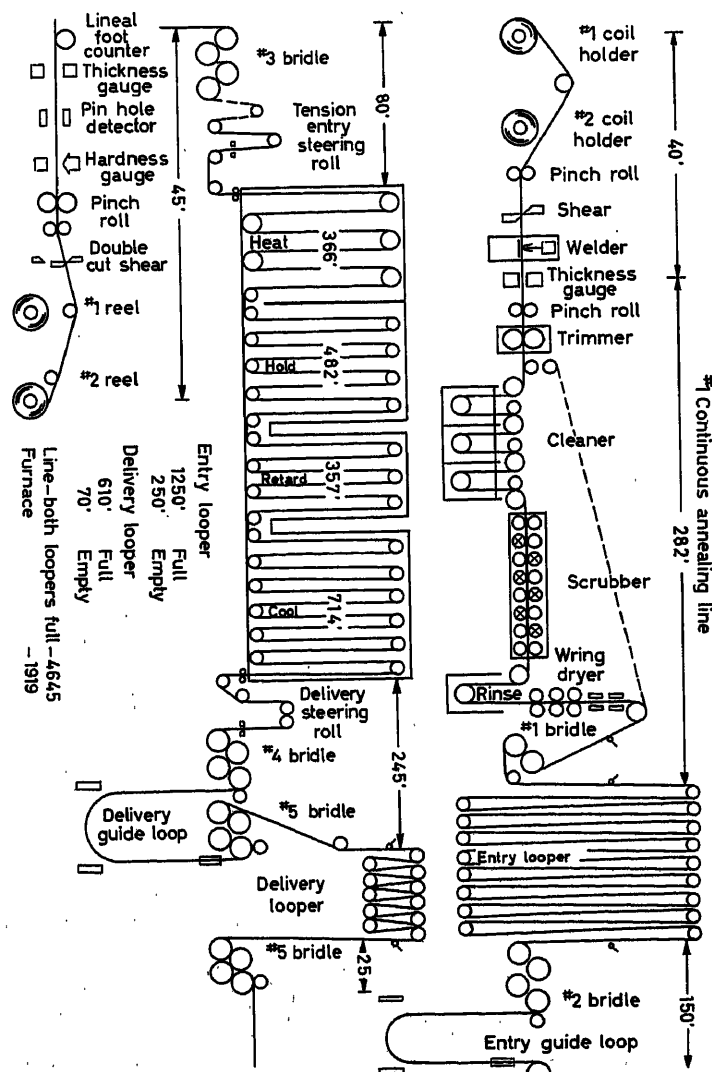 Lineal
foot
counter
Thickness
gauge
Pin hole
detector
Hardness
gauge
Pinch
roll
Double
cut shear
#1 reel
#2 reel
45'
#3 bridle
Tension
entry
steering
roll
80'
Heat
366'
Hold
482'
Retard
357'
Cool
714'
Delivery
steering
roll
#4 bridle
#5 bridle
Delivery
guide loop
Delivery
looper
#5 bridle
245'
25'
Entry looper
1250' Full
250' Empty
Delivery looper
610' Full
70' Empty
Line-both loopers full-4645
Furnace -1919
#1 coil
holder
#2 coil
holder
Pinch roll
Shear
Welder
Thickness
gauge
Pinch roll
Trimmer
Cleaner
Scrubber
Wring
dryer
Rinse
#1 bridle
Entry looper
#2 bridle
Entry guide loop
40'
282'
150'
#1 Continuous annealing line